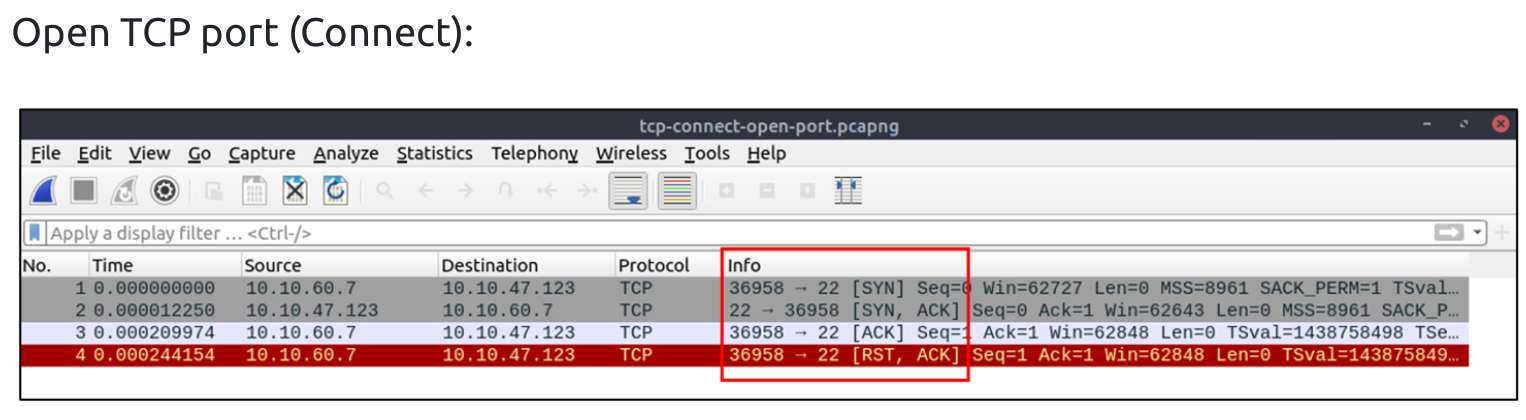 Open TCP port (Connect):
tcp-connect-open-port.pcapng
File Edit View Go Capture Analyze Statistics Telephony Wireless Tools Help
Apply a display filter … <Ctrl-/>
No. Time Source Destination Protocol Info
1 0.000000000 10.10.60.7 10.10.47.123 TCP 36958 → 22 [SYN] Seq=0 Win=62727 Len=0 MSS=8961 SACK_PERM=1 TSval…
2 0.000012250 10.10.47.123 10.10.60.7 TCP 22 → 36958 [SYN, ACK] Seq=0 Ack=1 Win=62643 Len=0 MSS=8961 SACK_P…
3 0.000209974 10.10.60.7 10.10.47.123 TCP 36958 → 22 [ACK] Seq=1 Ack=1 Win=62848 Len=0 TSval=1438758498 TSe…
4 0.000244154 10.10.60.7 10.10.47.123 TCP 36958 → 22 [RST, ACK] Seq=1 Ack=1 Win=62848 Len=0 TSval=143875849…